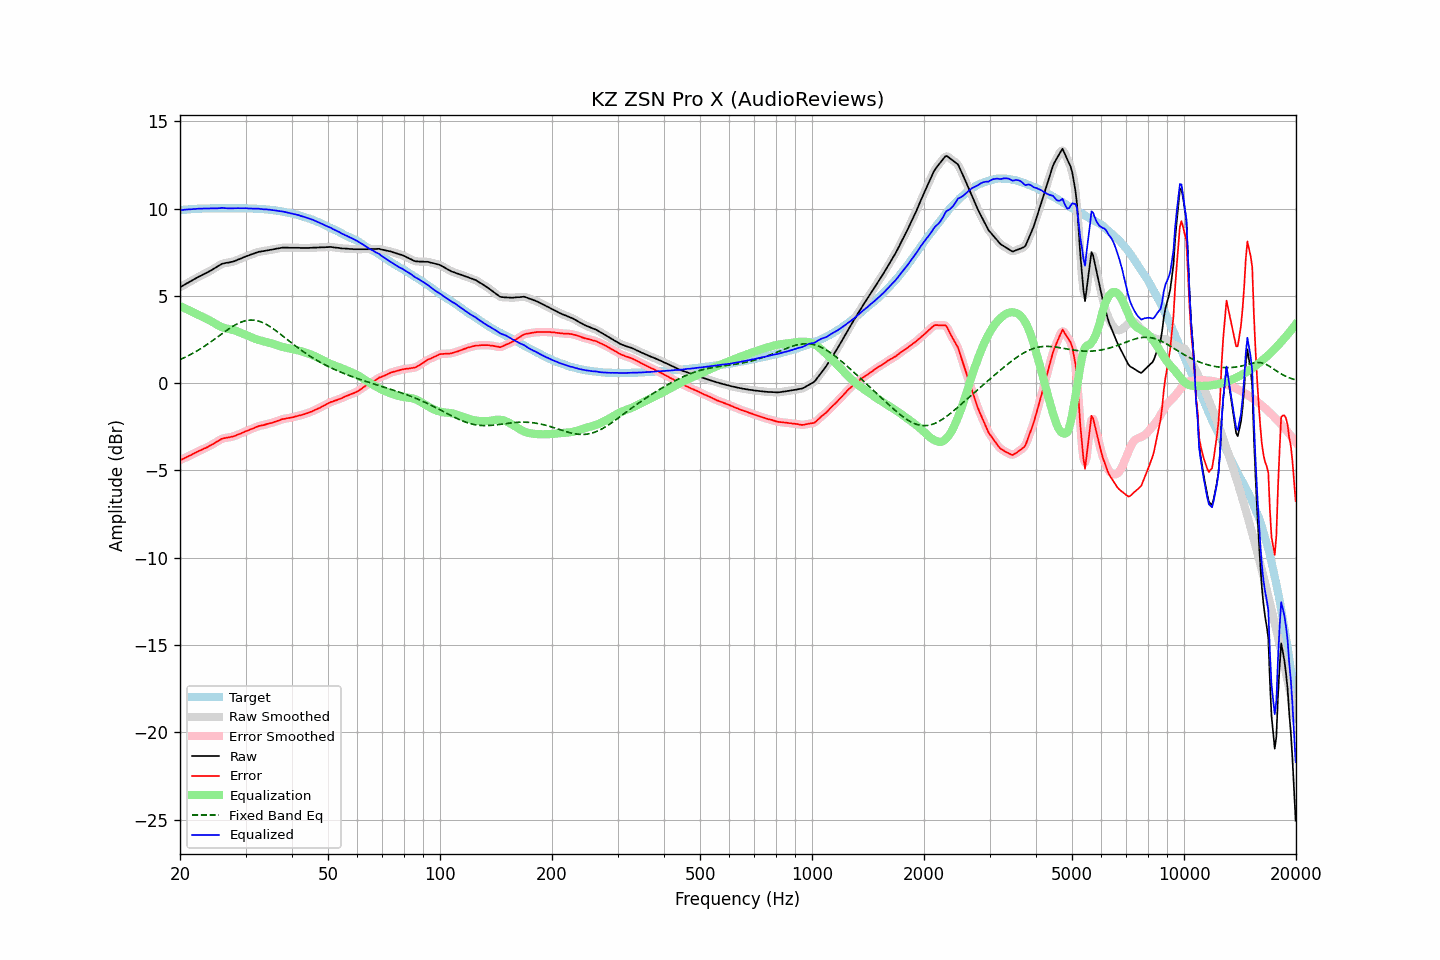 KZ ZSN Pro X (AudioReviews)
15
10
5
0
−5
−10
−15
−20
−25
Amplitude (dBr)
Target
Raw Smoothed
Error Smoothed
Raw
Error
Equalization
Fixed Band Eq
Equalized
20 50 100 200 500 1000 2000 5000 10000 20000
Frequency (Hz)